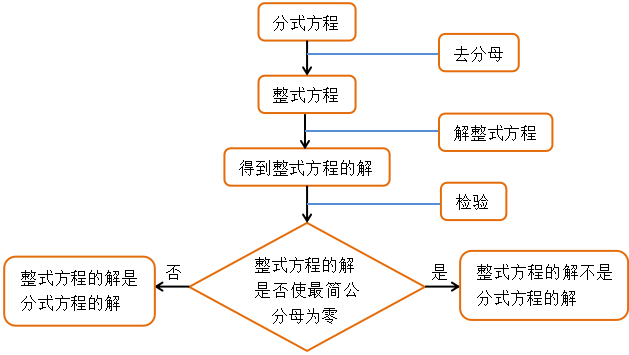 分式方程
去分母
整式方程
解整式方程
得到整式方程的解
检验
整式方程的解
是否使最简公
分母为零
否
是
整式方程的解是
分式方程的解
整式方程的解不是
分式方程的解